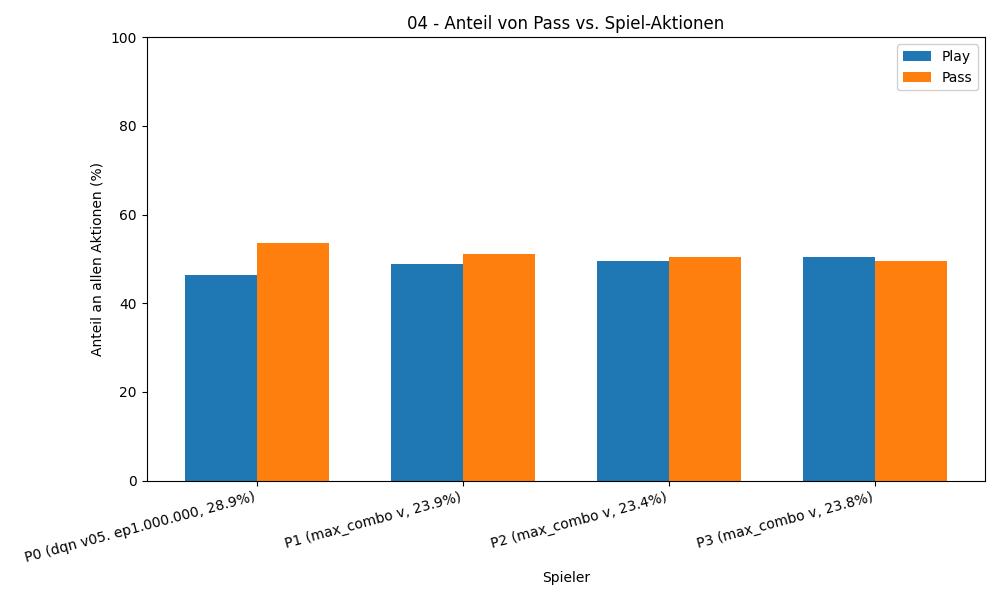 04 - Anteil von Pass vs. Spiel-Aktionen
Play
Pass
Anteil an allen Aktionen (%)
100
80
60
40
20
0
P0 (dqn v05. ep1.000.000, 28.9%)
P1 (max_combo v, 23.9%)
P2 (max_combo v, 23.4%)
P3 (max_combo v, 23.8%)
Spieler